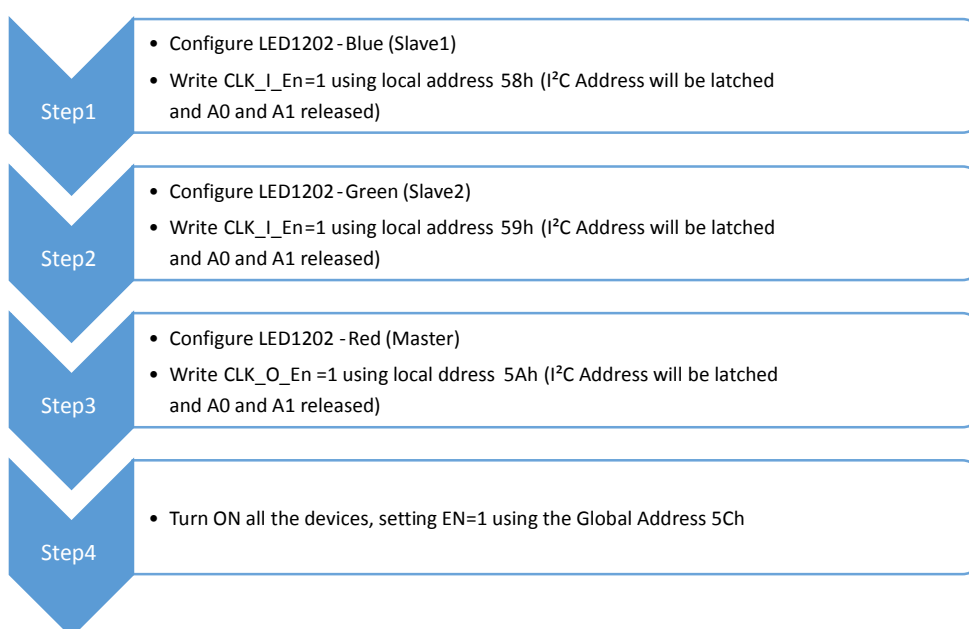 Step1
• Configure LED1202-Blue (Slave1)
• Write CLK_I_En=1 using local address 58h (I²C Address will be latched
and A0 and A1 released)
Step2
• Configure LED1202-Green (Slave2)
• Write CLK_I_En=1 using local address 59h (I²C Address will be latched
and A0 and A1 released)
Step3
• Configure LED1202 -Red (Master)
• Write CLK_O_En =1 using local ddress 5Ah (I²C Address will be latched
and A0 and A1 released)
Step4
• Turn ON all the devices, setting EN=1 using the Global Address 5Ch